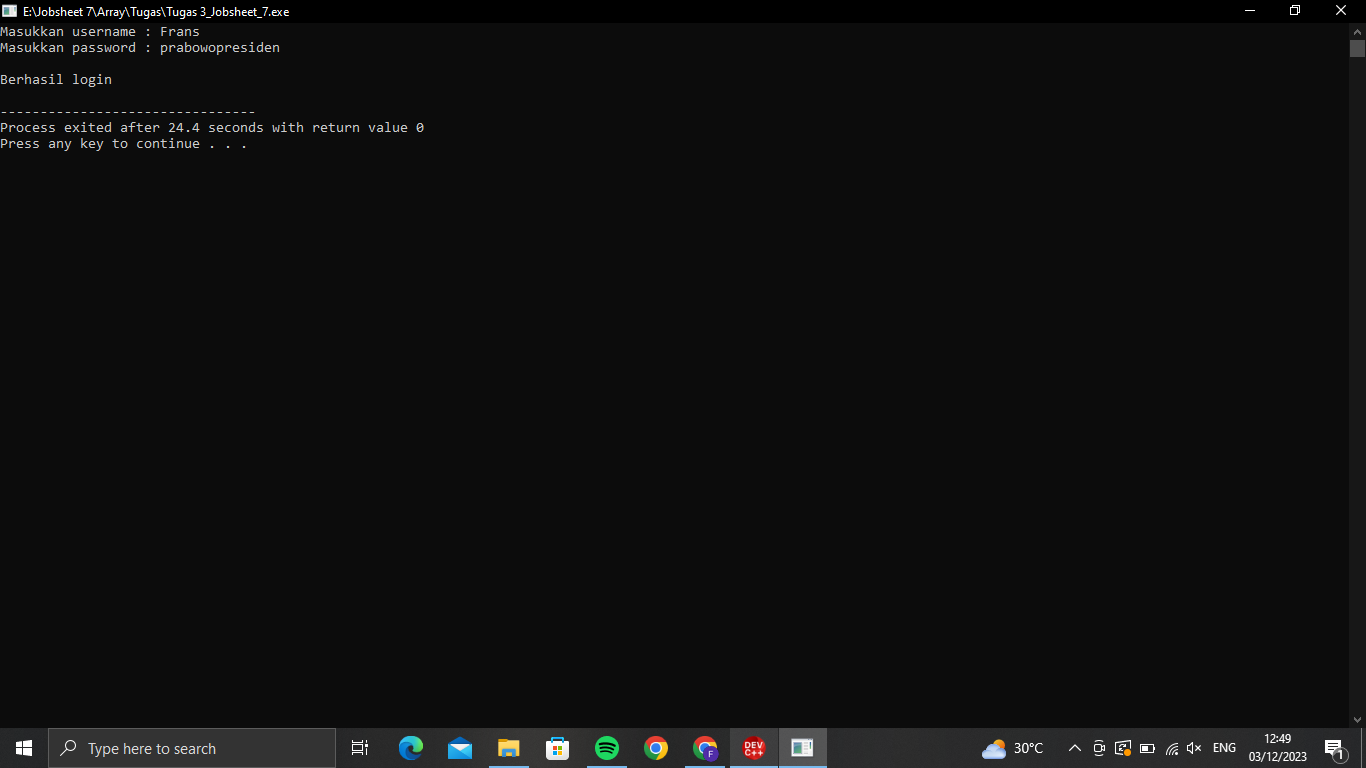 E:\Jobsheet 7\Array\Tugas\Tugas 3_Jobsheet_7.exe
Masukkan username : Frans
Masukkan password : prabowopresiden
Berhasil login
--------------------------------
Process exited after 24.4 seconds with return value 0
Press any key to continue . . .
Type here to search
DEV
C++
F
30°C
ENG
12:49
03/12/2023
1